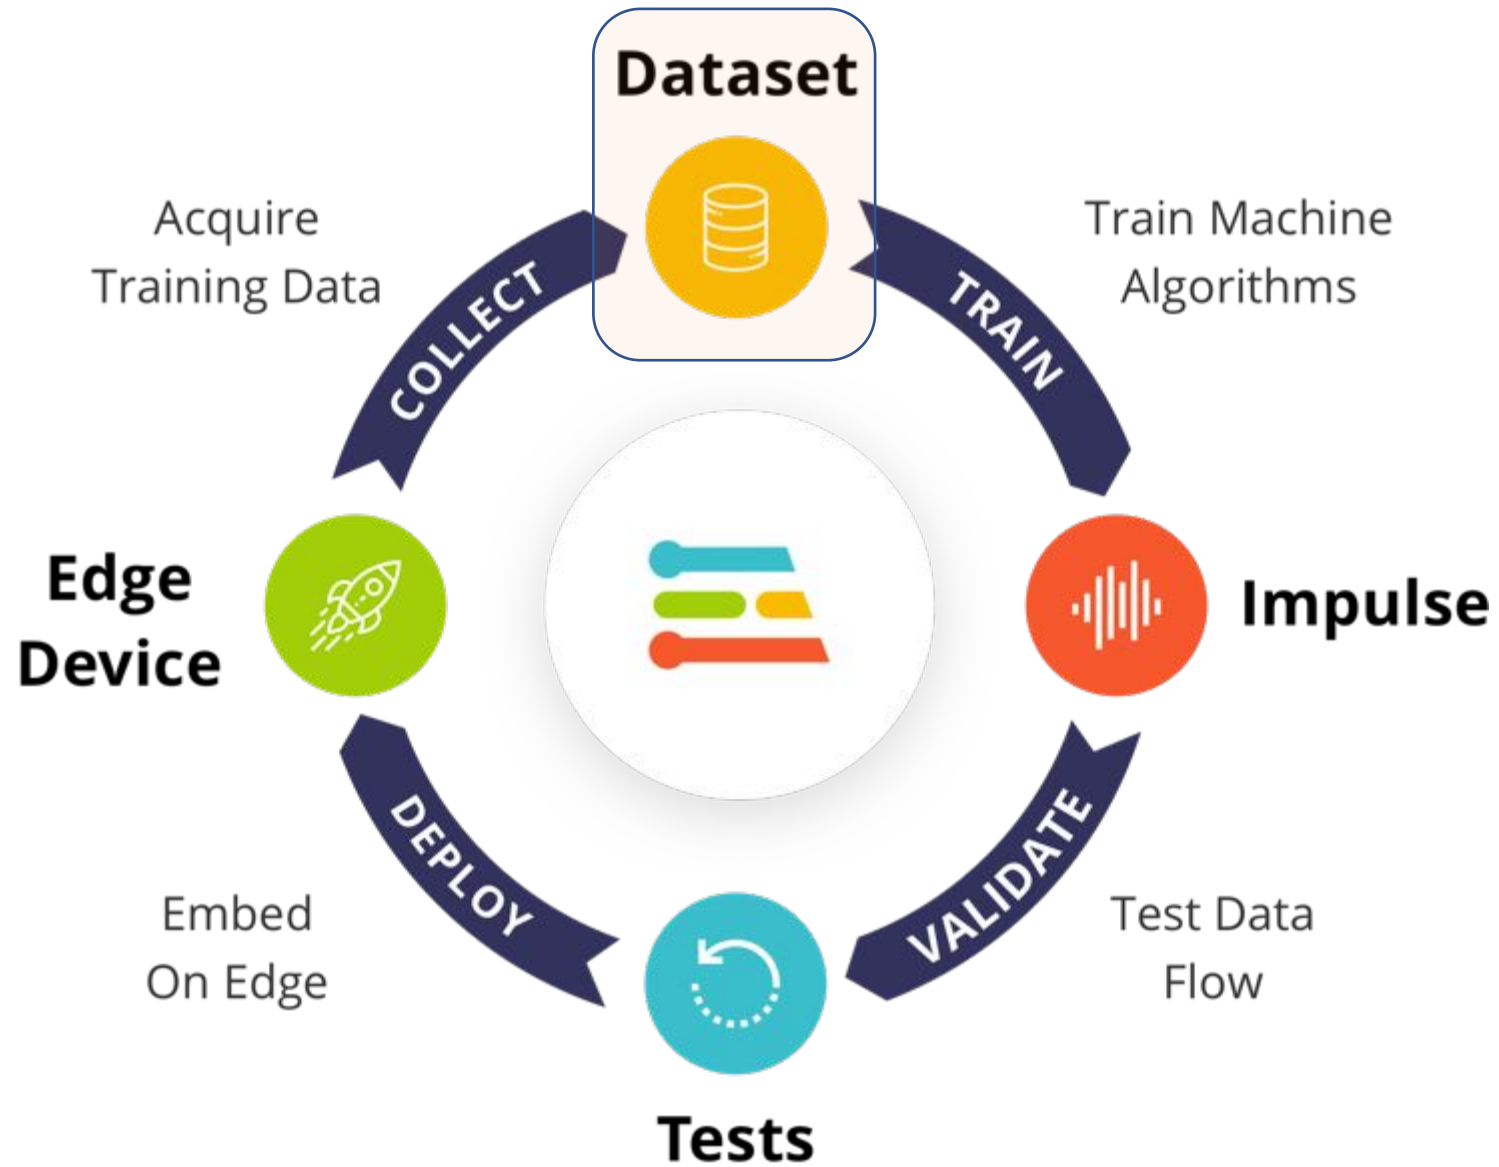 Dataset
Acquire
Training Data
COLLECT
TRAIN
Train Machine
Algorithms
Edge
Device
Impulse
DEPLOY
VALIDATE
Embed
On Edge
Test Data
Flow
Tests